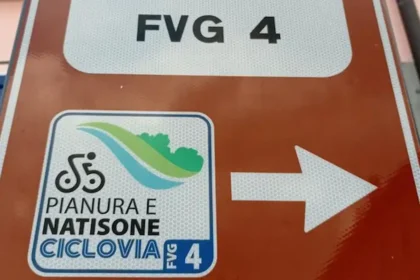 FVG 4
PIANURA E
NATISONE
CICLOVIA
FVG 4